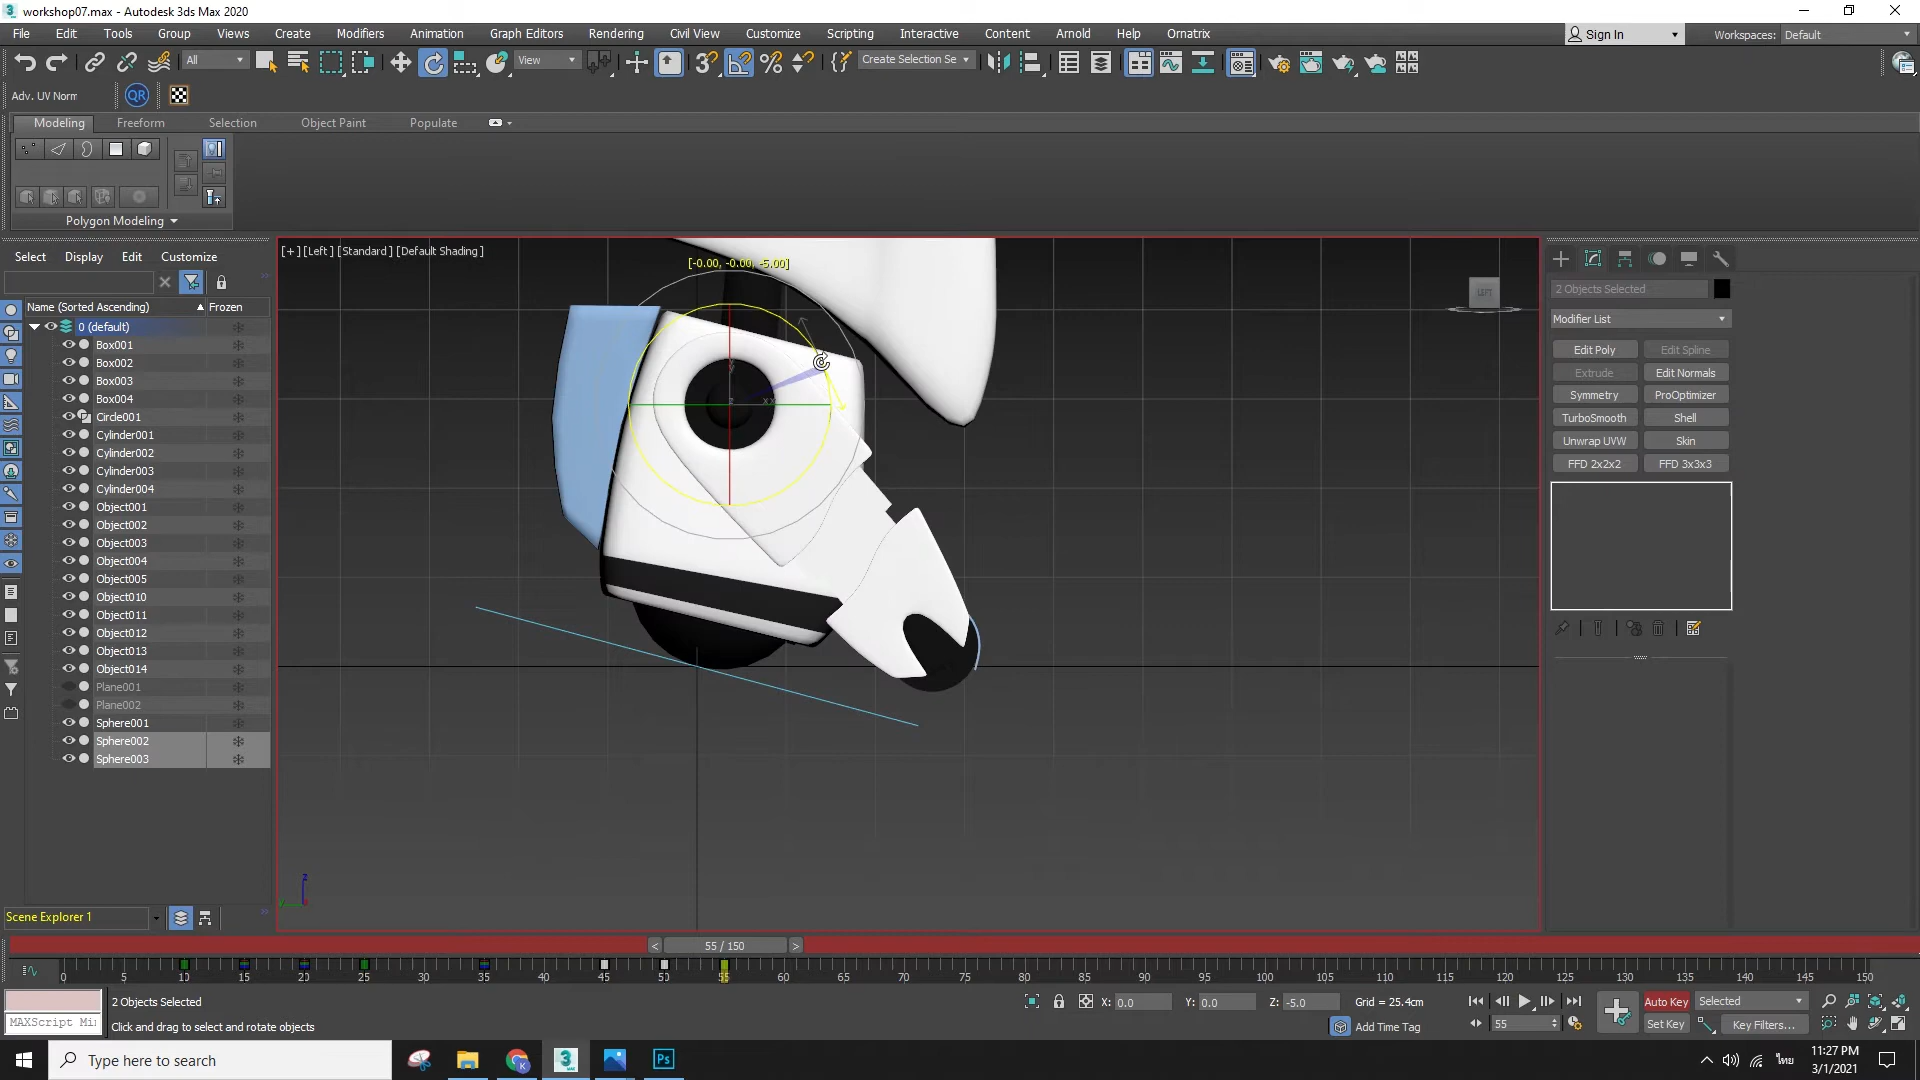 workshop07.max - Autodesk 3ds Max 2020
File Edit Tools Group Views Create Modifiers Animation Graph Editors Rendering Civil View Customize Scripting Interactive Content Arnold Help Ornatrix
Sign In
Workspaces: Default
All
View
Create Selection Se
Adv. UV Norm
QR
Modeling Freeform Selection Object Paint Populate
Polygon Modeling
Select Display Edit Customize
Name (Sorted Ascending) Frozen
0 (default)
Box001
Box002
Box003
Box004
Circle001
Cylinder001
Cylinder002
Cylinder003
Cylinder004
Object001
Object002
Object003
Object004
Object005
Object010
Object011
Object012
Object013
Object014
Plane001
Plane002
Sphere001
Sphere002
Sphere003
Scene Explorer 1
[+] [Left] [Standard] [Default Shading]
[-0.00, -0.00, -5.00]
LEFT
2 Objects Selected
Modifier List
Edit Poly Edit Spline
Extrude Edit Normals
Symmetry ProOptimizer
TurboSmooth Shell
Unwrap UVW Skin
FFD 2x2x2 FFD 3x3x3
< 55 / 150 >
0 5 10 15 20 25 30 35 40 45 50 55 60 65 70 75 80 85 90 95 100 105 110 115 120 125 130 135 140 145 150
2 Objects Selected
X: 0.0 Y: 0.0 Z: -5.0 Grid = 25.4cm
Auto Key Selected
MAXScript Mi
Click and drag to select and rotate objects
Add Time Tag
55
Set Key Key Filters...
Type here to search
Ps
ไทย
11:27 PM
3/1/2021